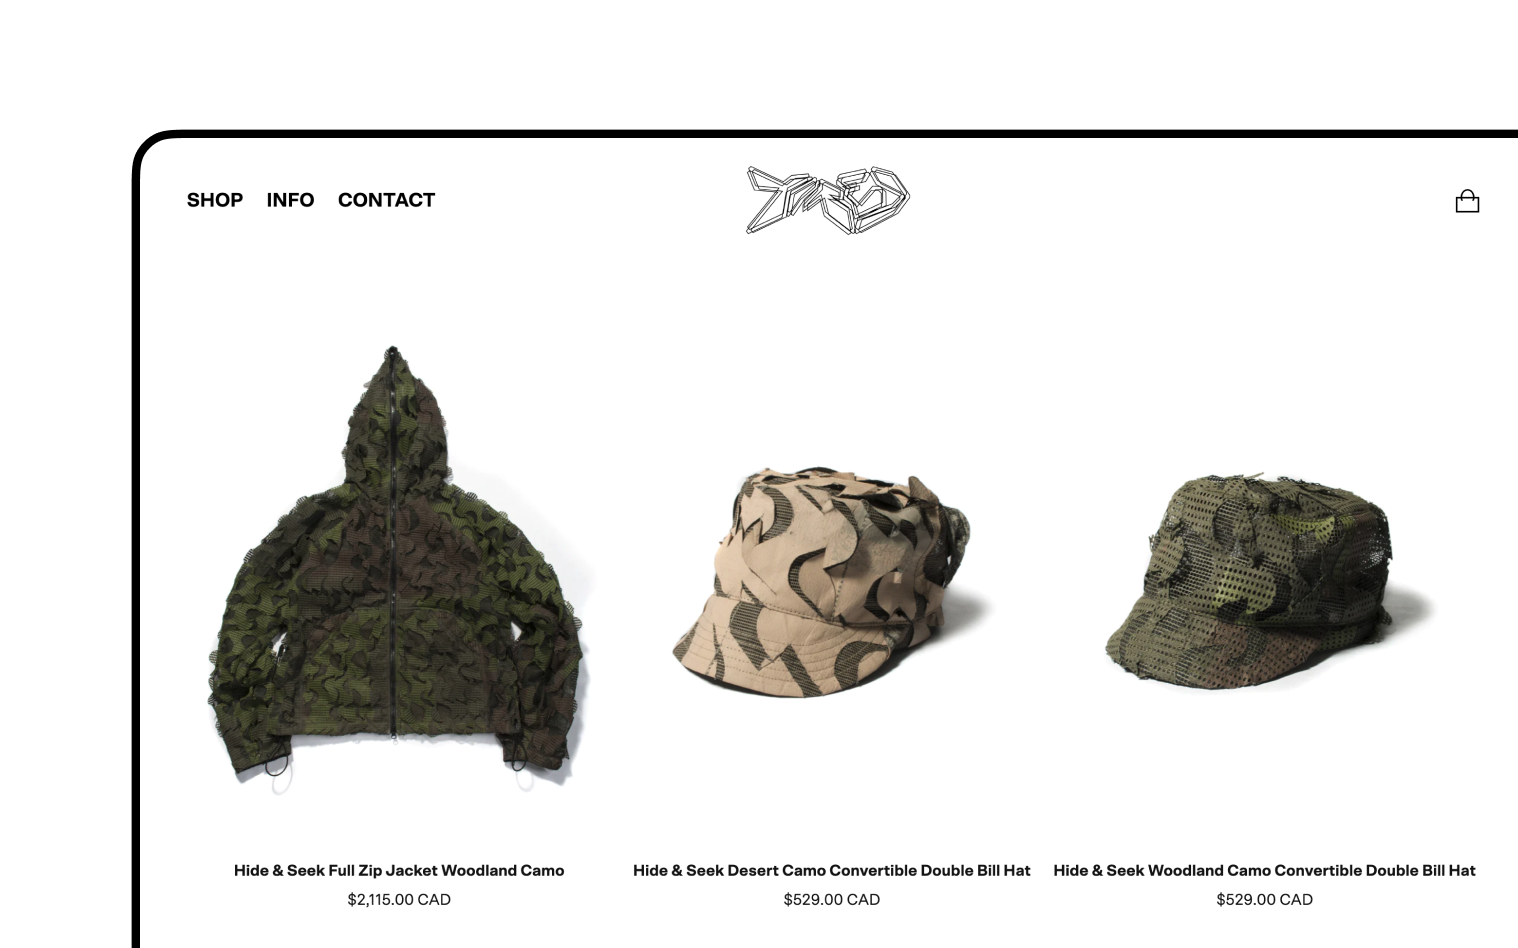 SHOP INFO CONTACT
Hide & Seek Full Zip Jacket Woodland Camo
$2,115.00 CAD
Hide & Seek Desert Camo Convertible Double Bill Hat
$529.00 CAD
Hide & Seek Woodland Camo Convertible Double Bill Hat
$529.00 CAD